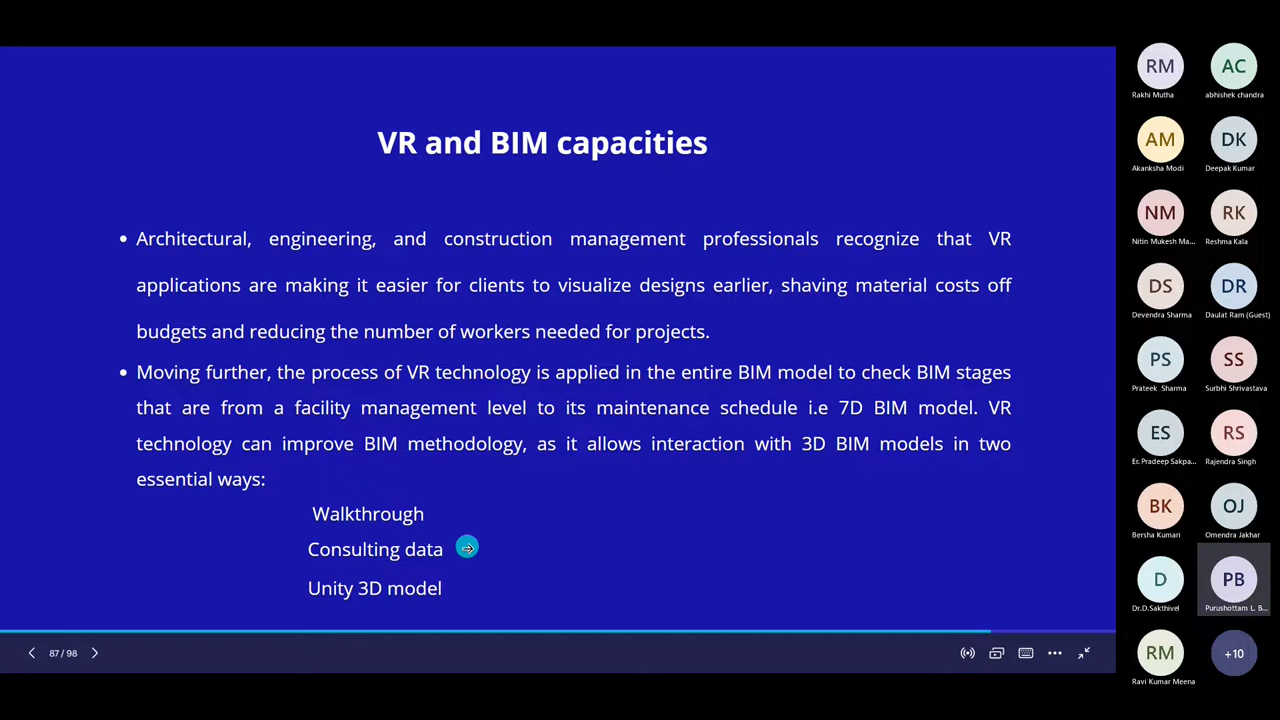 VR and BIM capacities
• Architectural, engineering, and construction management professionals recognize that VR
applications are making it easier for clients to visualize designs earlier, shaving material costs off
budgets and reducing the number of workers needed for projects.
• Moving further, the process of VR technology is applied in the entire BIM model to check BIM stages
that are from a facility management level to its maintenance schedule i.e 7D BIM model. VR
technology can improve BIM methodology, as it allows interaction with 3D BIM models in two
essential ways:
Walkthrough
Consulting data
Unity 3D model
87 / 98
RM AC
Rakhi Mutha abhishek chandra
AM DK
Akanksha Modi Deepak Kumar
NM RK
Nitin Mukesh Ma... Reshma Kala
DS DR
Devendra Sharma Daulat Ram (Guest)
PS SS
Prateek Sharma Surbhi Shrivastava
ES RS
Er. Pradeep Sakpa... Rajendra Singh
BK OJ
Bersha Kumari Omendra Jakhar
D PB
Dr.D.Sakthivel Purushottam L. B...
RM +10
Ravi Kumar Meena